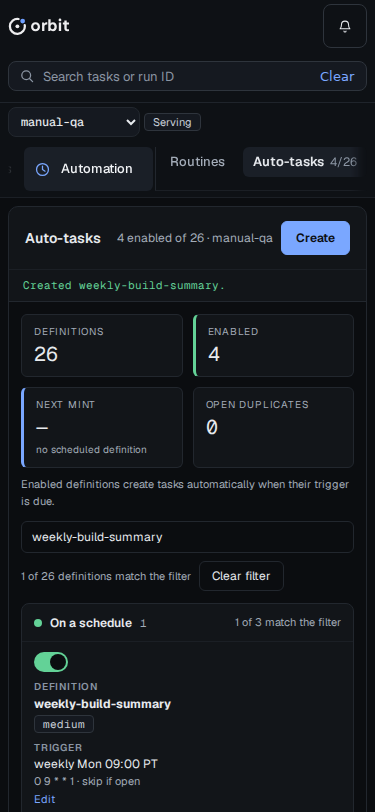 orbit
Search tasks or run ID
Clear
manual-qa
Serving
Automation
Routines
Auto-tasks 4/26
Auto-tasks
4 enabled of 26 · manual-qa
Create
Created weekly-build-summary.
DEFINITIONS
26
ENABLED
4
NEXT MINT
—
no scheduled definition
OPEN DUPLICATES
0
Enabled definitions create tasks automatically when their trigger
is due.
weekly-build-summary
1 of 26 definitions match the filter
Clear filter
On a schedule 1
1 of 3 match the filter
DEFINITION
weekly-build-summary
medium
TRIGGER
weekly Mon 09:00 PT
0 9 * * 1 · skip if open
Edit